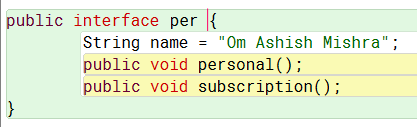 public interface per {
String name = "Om Ashish Mishra";
public void personal();
public void subscription();
}